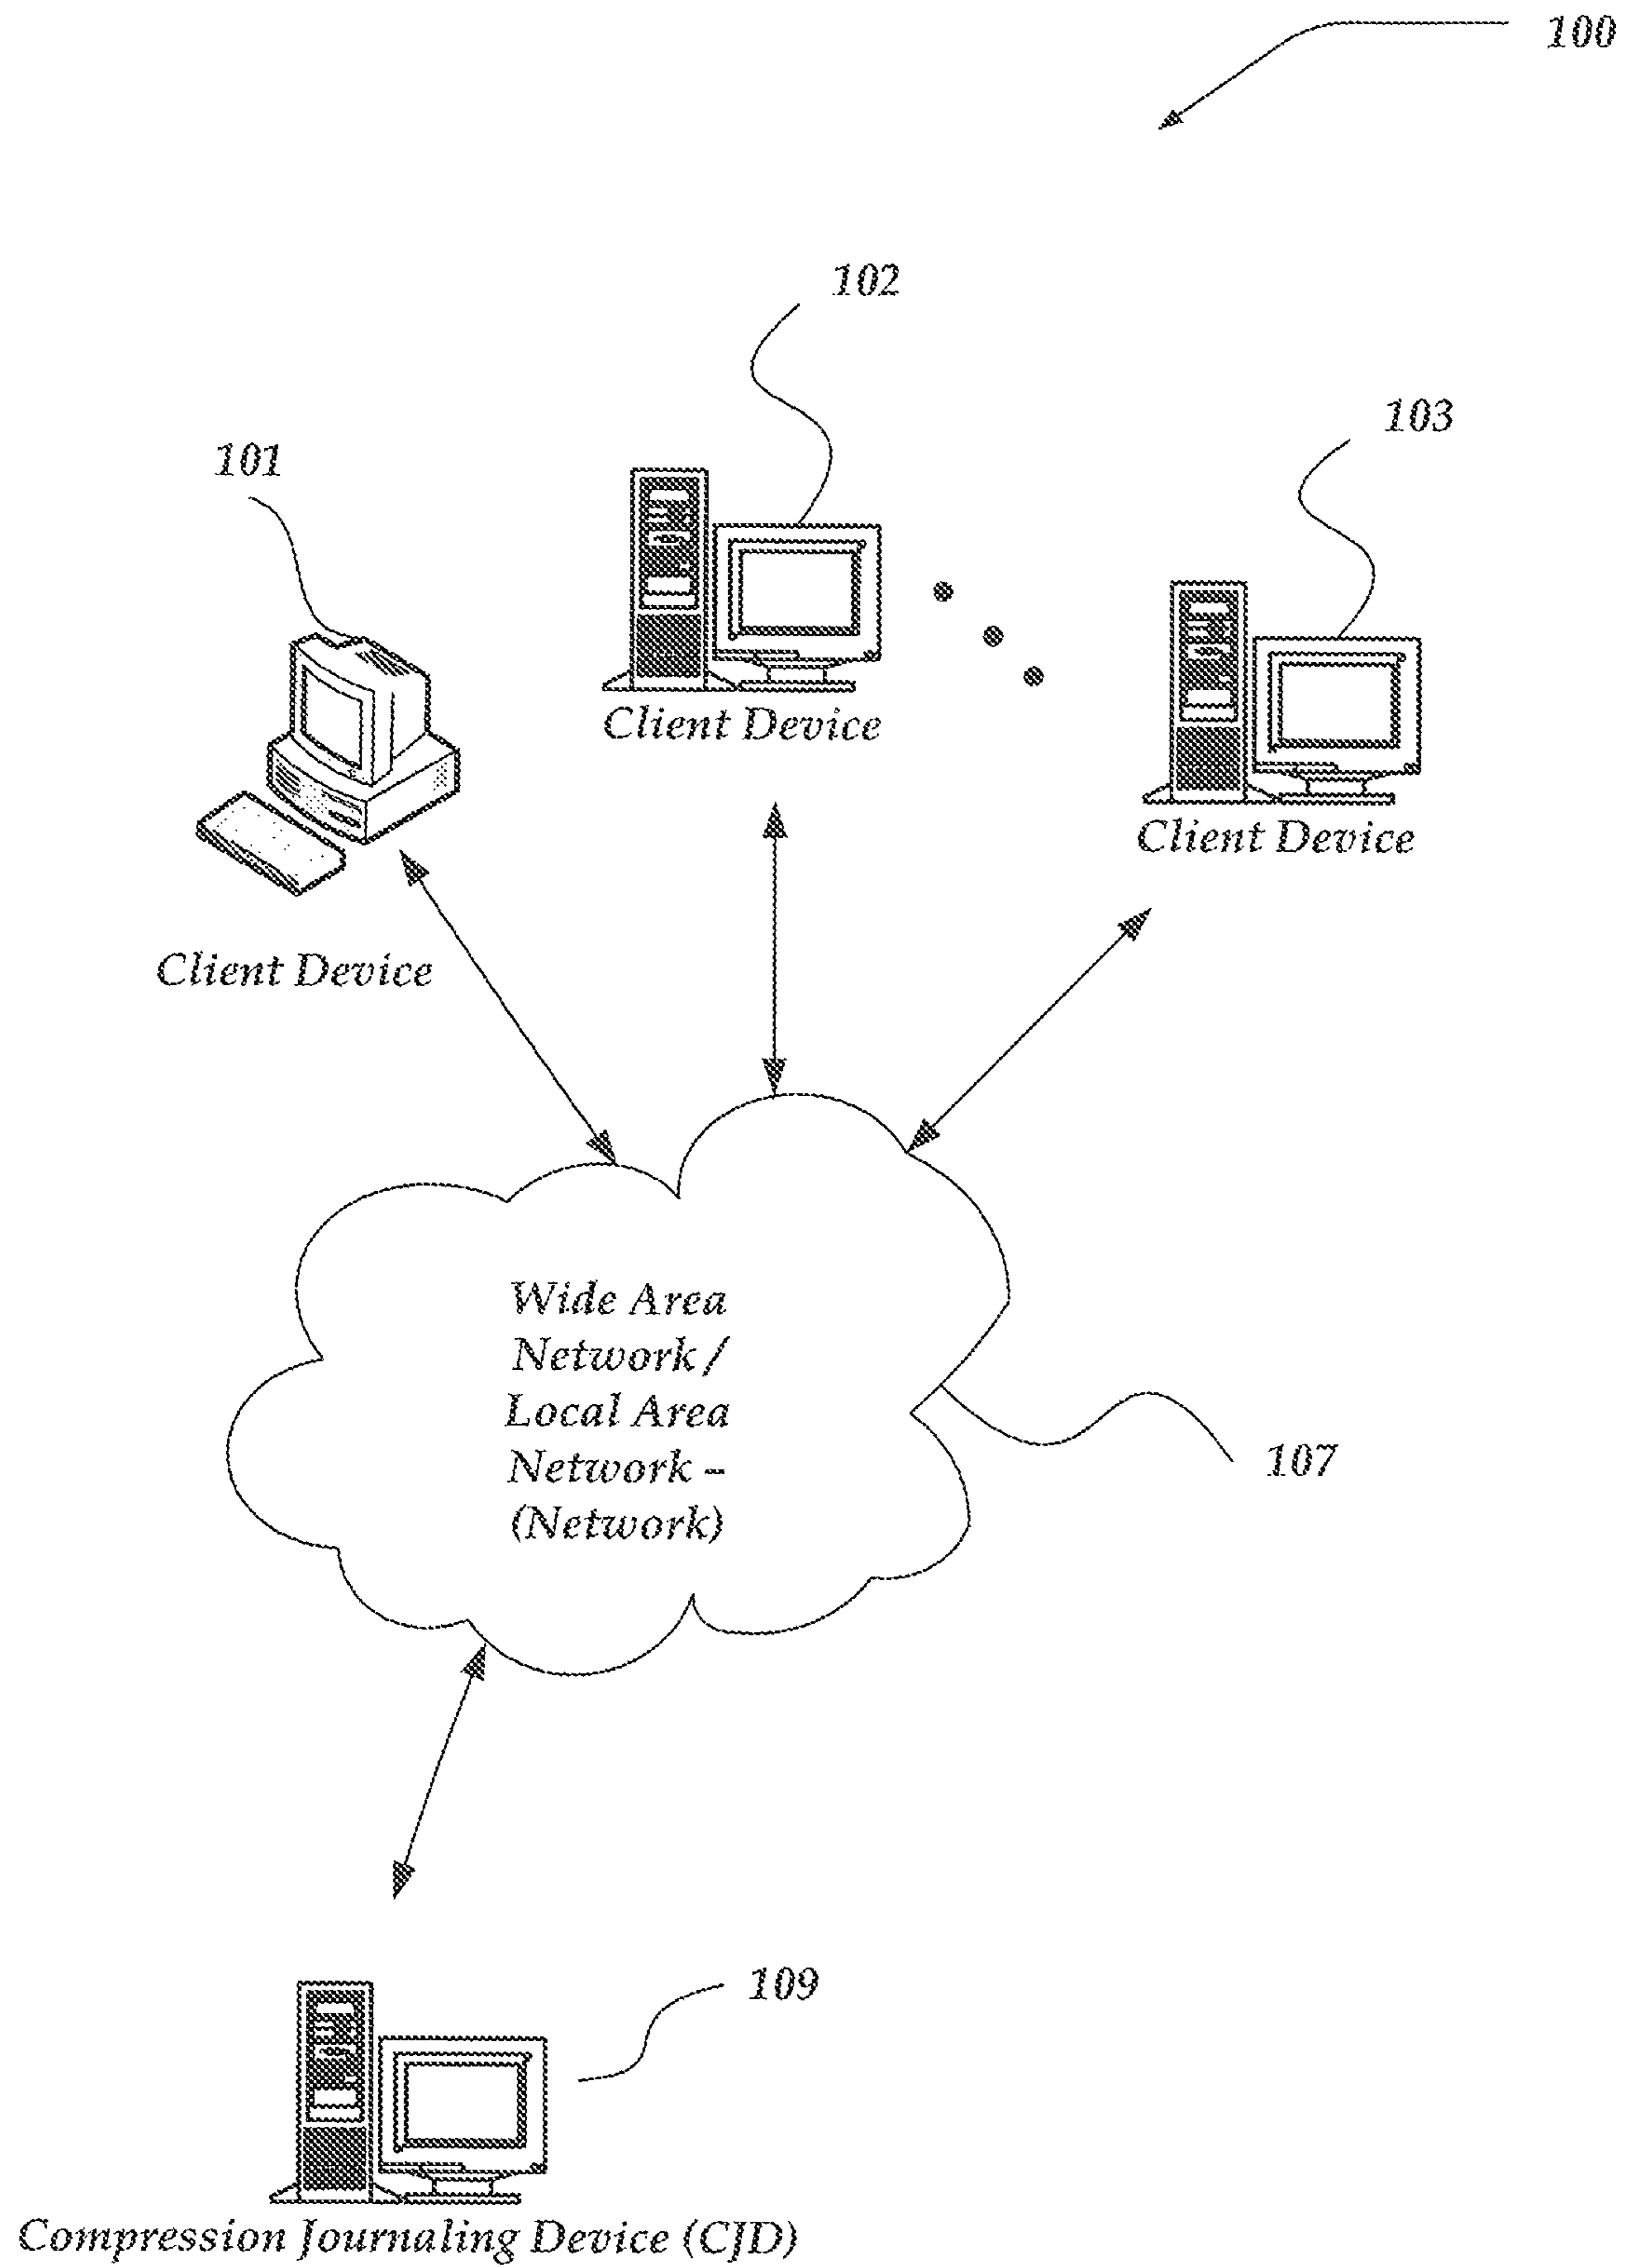 100
102
103
101
Client Device
Client Device
Client Device
Wide Area
Network /
Local Area
Network –
(Network)
107
109
Compression Journaling Device (CJD)